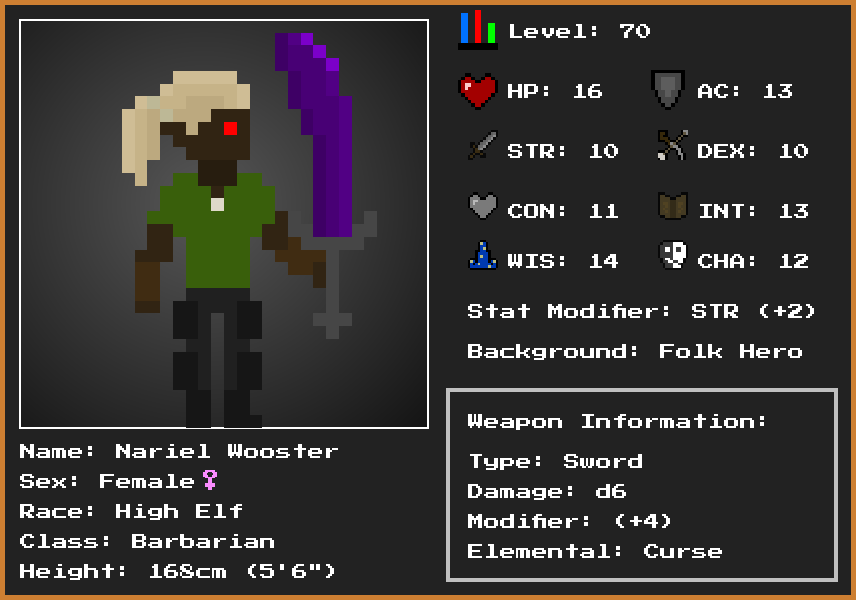 Level: 70
HP: 16
AC: 13
STR: 10
DEX: 10
CON: 11
INT: 13
WIS: 14
CHA: 12
Stat Modifier: STR (+2)
Background: Folk Hero
Weapon Information:
Type: Sword
Damage: d6
Modifier: (+4)
Elemental: Curse
Name: Nariel Wooster
Sex: Female♀
Race: High Elf
Class: Barbarian
Height: 168cm (5'6")